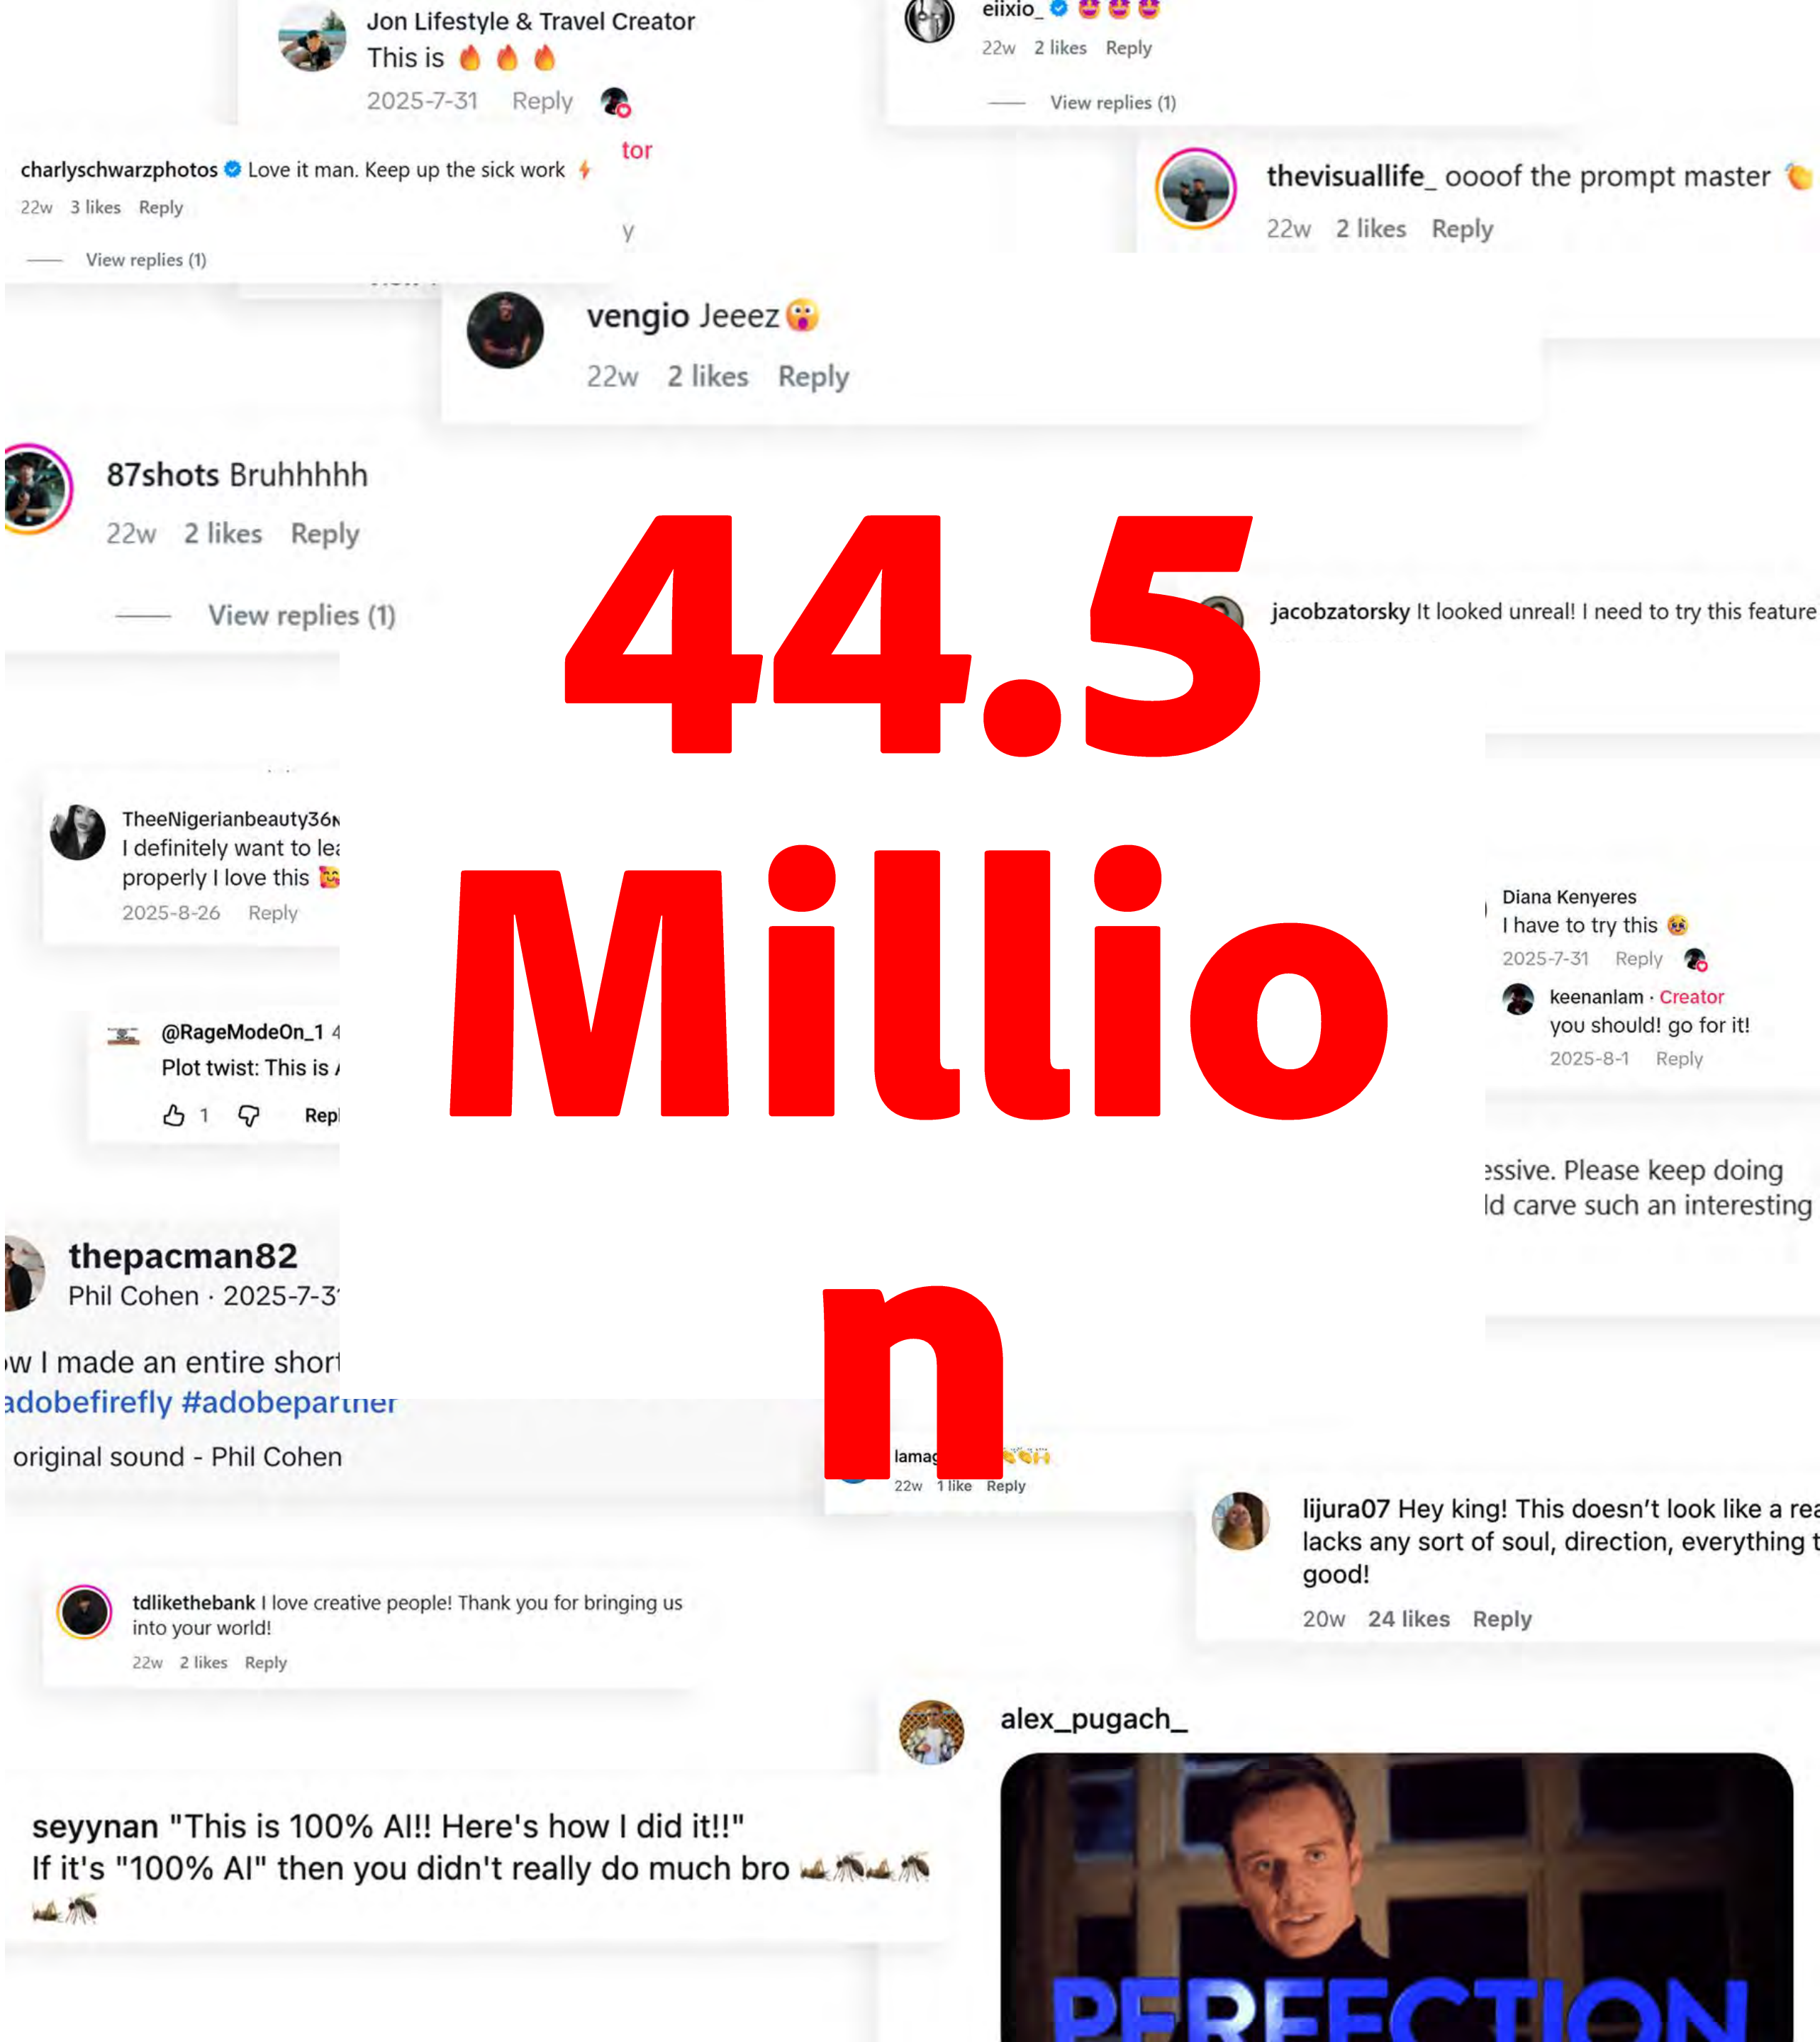 Jon Lifestyle & Travel Creator
This is 🔥 🔥 🔥
2025-7-31 Reply
eiixio_ 🤩 🤩 🤩
22w 2 likes Reply
View replies (1)
tor
charlyschwarzphotos Love it man. Keep up the sick work ⚡
22w 3 likes Reply
y
View replies (1)
thevisuallife_ oooof the prompt master 👏
22w 2 likes Reply
vengio Jeeez😲
22w 2 likes Reply
87shots Bruhhhhh
22w 2 likes Reply
View replies (1)
44.5
Millio
n
jacobzatorsky It looked unreal! I need to try this feature
TheeNigerianbeauty36
I definitely want to lea
properly I love this 🥰
2025-8-26 Reply
Diana Kenyeres
I have to try this 🥹
2025-7-31 Reply
keenanlam · Creator
you should! go for it!
2025-8-1 Reply
@RageModeOn_1 4
Plot twist: This is
1 Repl
essive. Please keep doing
ld carve such an interesting
thepacman82
Phil Cohen · 2025-7-3
w I made an entire short
adobefirefly #adobepartner
original sound - Phil Cohen
lamag 👏👏🙌
22w 1 like Reply
lijura07 Hey king! This doesn't look like a rea
lacks any sort of soul, direction, everything t
good!
20w 24 likes Reply
tdlikethebank I love creative people! Thank you for bringing us
into your world!
22w 2 likes Reply
alex_pugach_
PERFECTION
seyynan "This is 100% AI!! Here's how I did it!!"
If it's "100% AI" then you didn't really do much bro 🦗🦟🦗🦟
🦗🦟